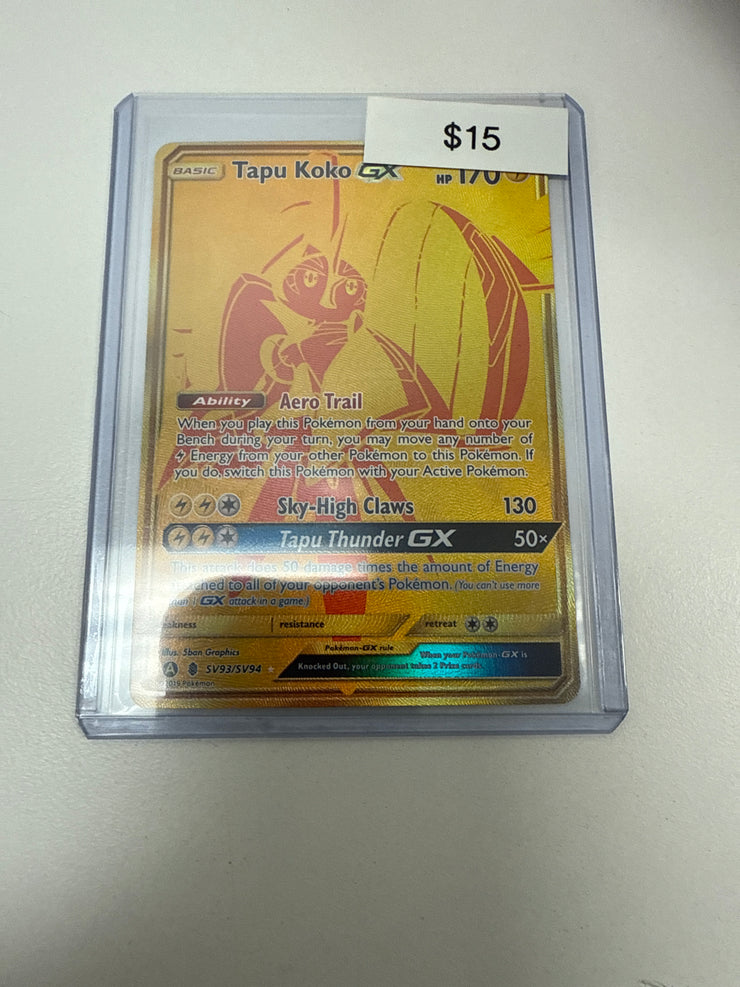 $15
BASIC Tapu Koko GX HP 170
Ability Aero Trail
When you play this Pokémon from your hand onto your
Bench during your turn, you may move any number of
Energy from your other Pokémon to this Pokémon. If
you do, switch this Pokémon with your Active Pokémon.
Sky-High Claws 130
Tapu Thunder GX 50×
This attack does 50 damage times the amount of Energy
ched to all of your opponent's Pokémon. (You can't use more
than 1 GX attack in a game.)
akness resistance retreat
Pokémon-GX rule
When your Pokémon-GX is
Knocked Out, your opponent takes 2 Prize cards.
Illus. 5ban Graphics
A SV93/SV94
2019 Pokémon